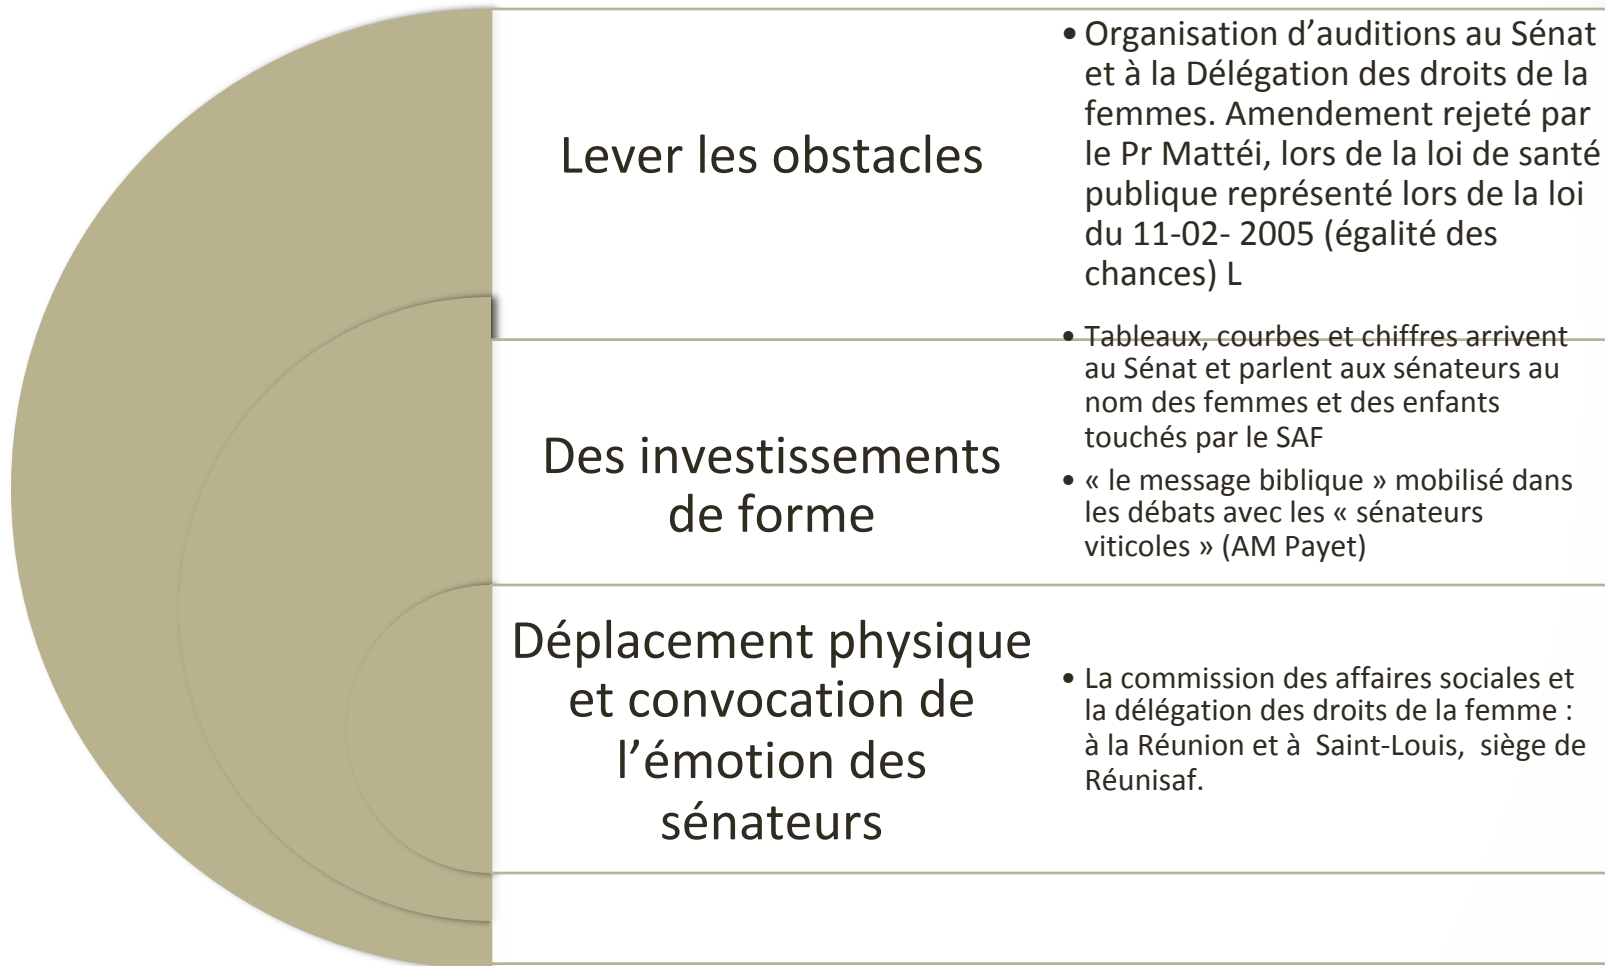 Lever les obstacles
• Organisation d’auditions au Sénat
et à la Délégation des droits de la
femmes. Amendement rejeté par
le Pr Mattéi, lors de la loi de santé
publique représenté lors de la loi
du 11-02- 2005 (égalité des
chances) L
Des investissements
de forme
• Tableaux, courbes et chiffres arrivent
au Sénat et parlent aux sénateurs au
nom des femmes et des enfants
touchés par le SAF
• « le message biblique » mobilisé dans
les débats avec les « sénateurs
viticoles » (AM Payet)
Déplacement physique
et convocation de
l’émotion des
sénateurs
• La commission des affaires sociales et
la délégation des droits de la femme :
à la Réunion et à Saint-Louis, siège de
Réunisaf.